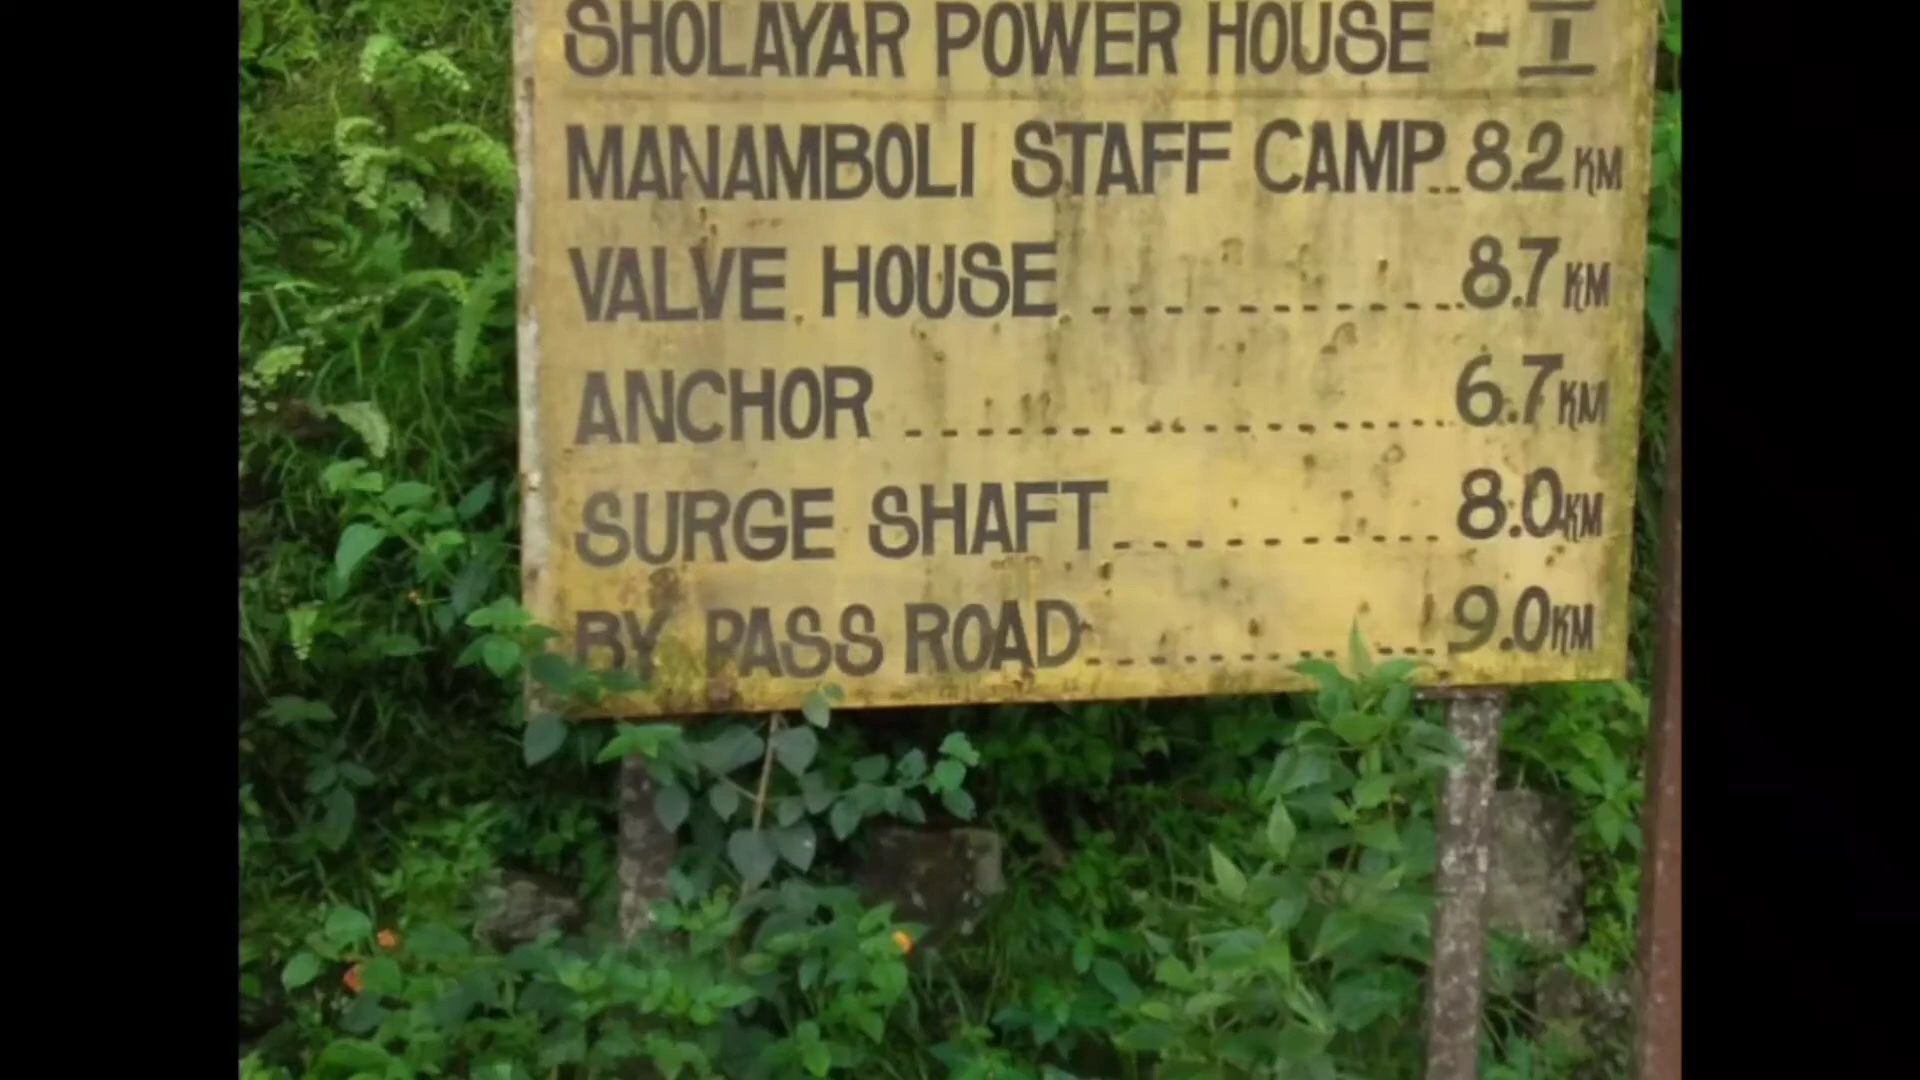 SHOLAYAR POWER HOUSE - I
MANAMBOLI STAFF CAMP..8.2 KM
VALVE HOUSE ..................8.7 KM
ANCHOR ......................6.7 KM
SURGE SHAFT ............... 8.0 KM
BY PASS ROAD ................9.0 KM